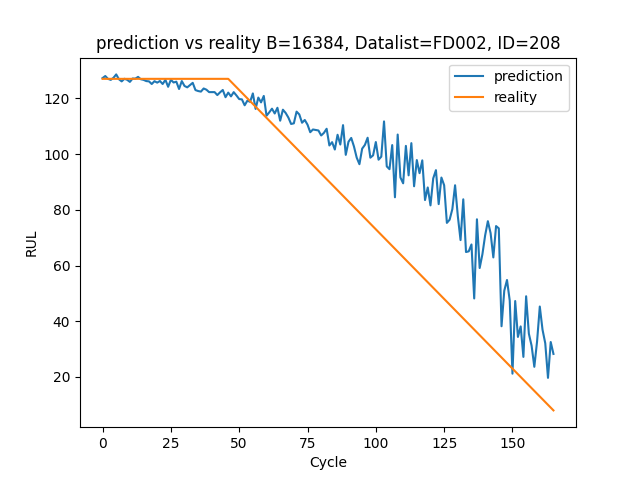 prediction vs reality B=16384, Datalist=FD002, ID=208
prediction
reality
RUL
120
100
80
60
40
20
0 25 50 75 100 125 150
Cycle